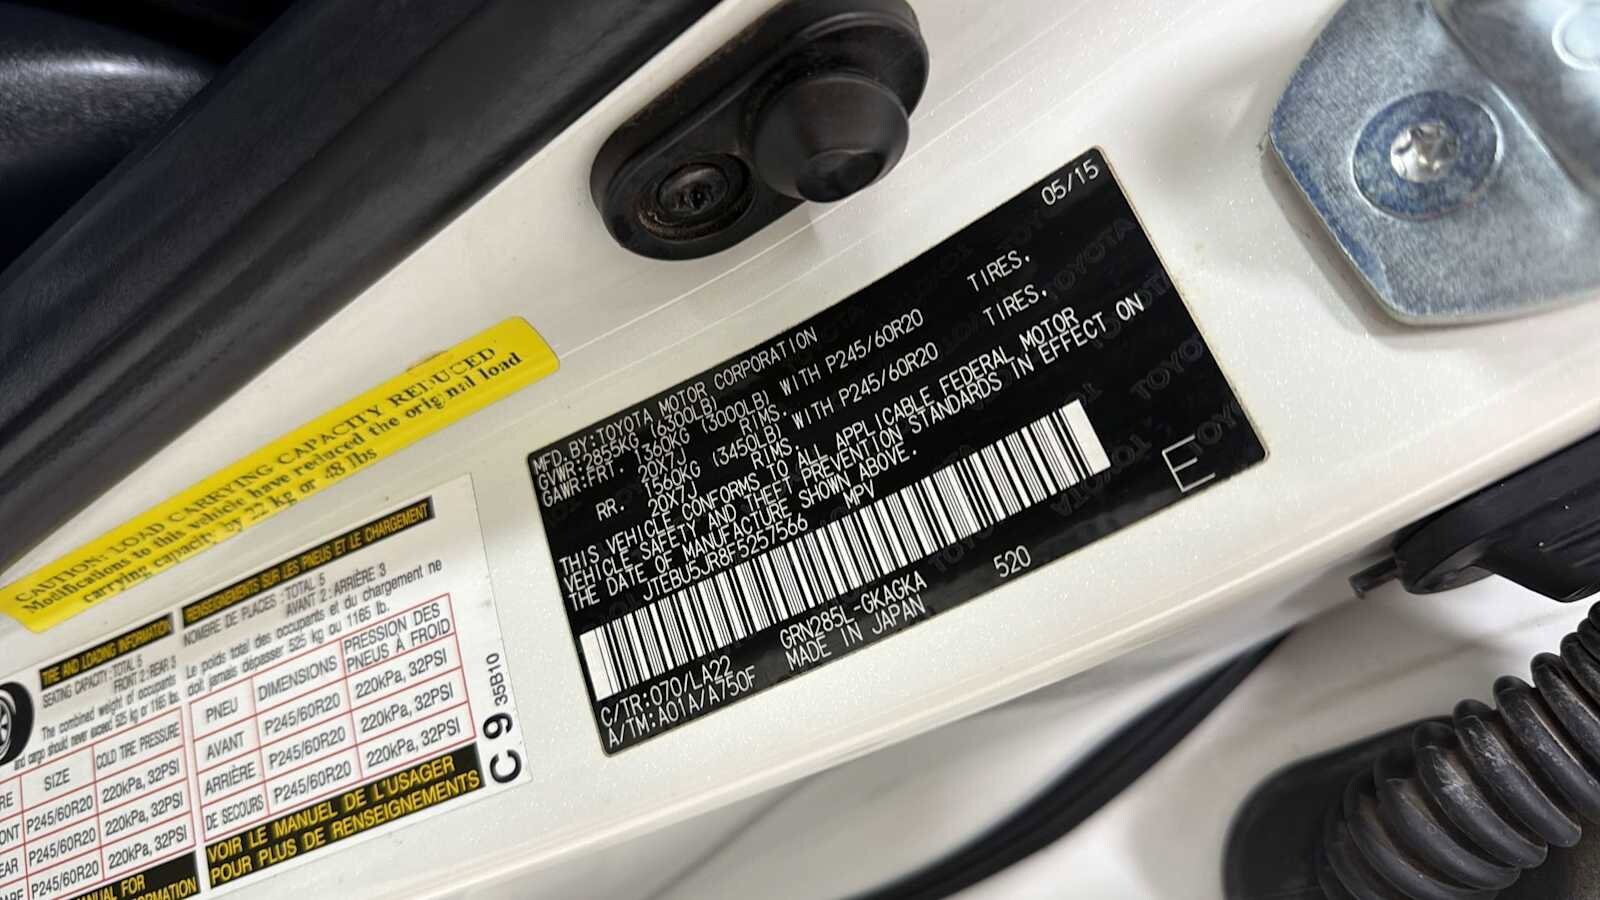 05/15
MFD.BY:TOYOTA MOTOR CORPORATION
GVWR:2855KG (6300LB)
GAWR:FRT. 1360KG (3000LB) WITH P245/60R20 TIRES,
20X7J RIMS.
RR. 1560KG (3450LB) WITH P245/60R20 TIRES,
20X7J RIMS.
THIS VEHICLE CONFORMS TO ALL APPLICABLE FEDERAL MOTOR
VEHICLE SAFETY AND THEFT PREVENTION STANDARDS IN EFFECT ON
THE DATE OF MANUFACTURE SHOWN ABOVE.
JTEBU5JR8F5257566 MPV
E
C/TR:070/LA22 GRN285L-GKAGKA 520
A/TM:A01A/A750F MADE IN JAPAN
CAUTION: LOAD CARRYING CAPACITY REDUCED
Modifications to this vehicle have reduced the original load
carrying capacity by 22 kg or 48 lbs
TIRE AND LOADING INFORMATION
SEATING CAPACITY:TOTAL 5
FRONT 2:REAR 3
The combined weight of occupants
and cargo should never exceed 525 kg or 1165 lbs.
SIZE COLD TIRE PRESSURE
P245/60R20 220kPa, 32PSI
P245/60R20 220kPa, 32PSI
P245/60R20 220kPa, 32PSI
RENSEIGNEMENTS SUR LES PNEUS ET LE CHARGEMENT
NOMBRE DE PLACES :TOTAL 5
AVANT 2:ARRIÈRE 3
Le poids total des occupants et du chargement ne
doit jamais dépasser 525 kg ou 1165 lb.
PNEU DIMENSIONS PRESSION DES
PNEUS À FROID
AVANT P245/60R20 220kPa, 32PSI
ARRIÈRE P245/60R20 220kPa, 32PSI
DE SECOURS P245/60R20 220kPa, 32PSI
VOIR LE MANUEL DE L'USAGER
POUR PLUS DE RENSEIGNEMENTS
C9 35B10